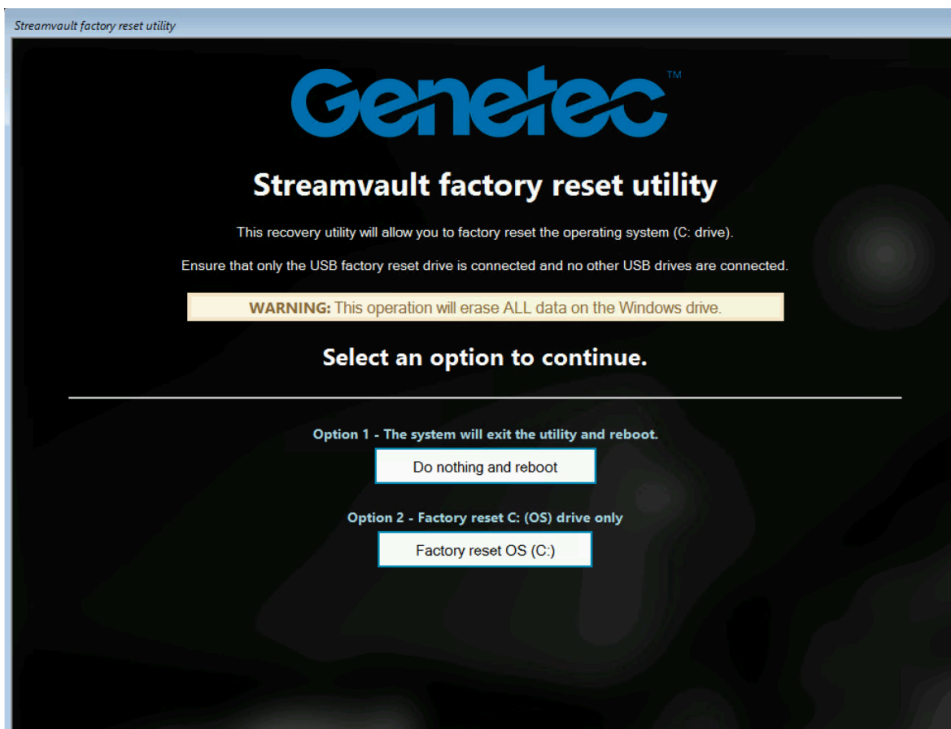 Streamvault factory reset utility
Genetec™
Streamvault factory reset utility
This recovery utility will allow you to factory reset the operating system (C: drive).
Ensure that only the USB factory reset drive is connected and no other USB drives are connected.
WARNING: This operation will erase ALL data on the Windows drive.
Select an option to continue.
Option 1 - The system will exit the utility and reboot.
Do nothing and reboot
Option 2 - Factory reset C: (OS) drive only
Factory reset OS (C:)